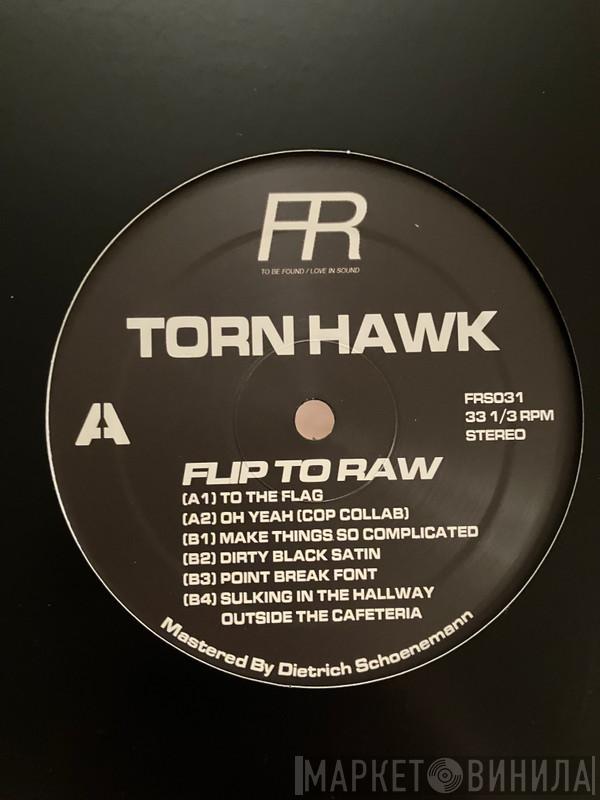 FR
TO BE FOUND / LOVE IN SOUND
TORN HAWK
A
FRS031
33 1/3 RPM
STEREO
FLIP TO RAW
(A1) TO THE FLAG
(A2) OH YEAH (COP COLLAB)
(B1) MAKE THINGS SO COMPLICATED
(B2) DIRTY BLACK SATIN
(B3) POINT BREAK FONT
(B4) SULKING IN THE HALLWAY
OUTSIDE THE CAFETERIA
Mastered By Dietrich Schoenemann
МАРКЕТ ВИНИЛА